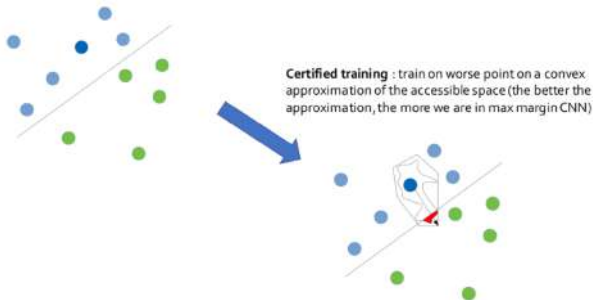 Certified training : train on worse point on a convex
approximation of the accessible space (the better the
approximation, the more we are in max margin CNN)